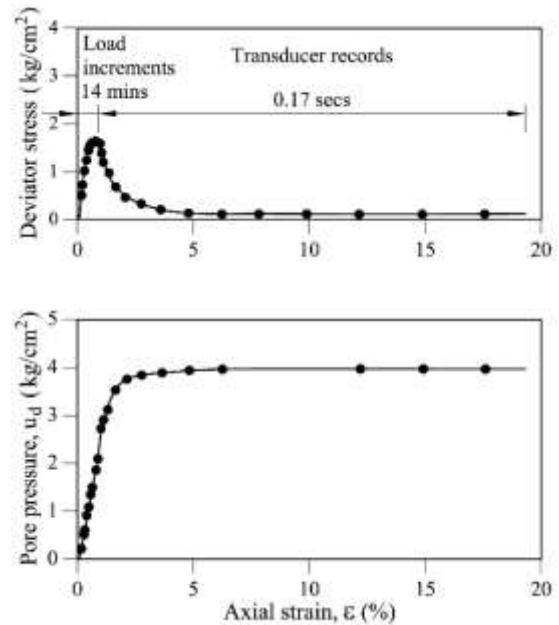 Deviator stress ( kg/cm²)
4
3
2
1
0
Load
increments
14 mins
Transducer records
0.17 secs
0 5 10 15 20
Pore pressure, u_d ( kg/cm²)
5
4
3
2
1
0
0 5 10 15 20
Axial strain, ε (%)